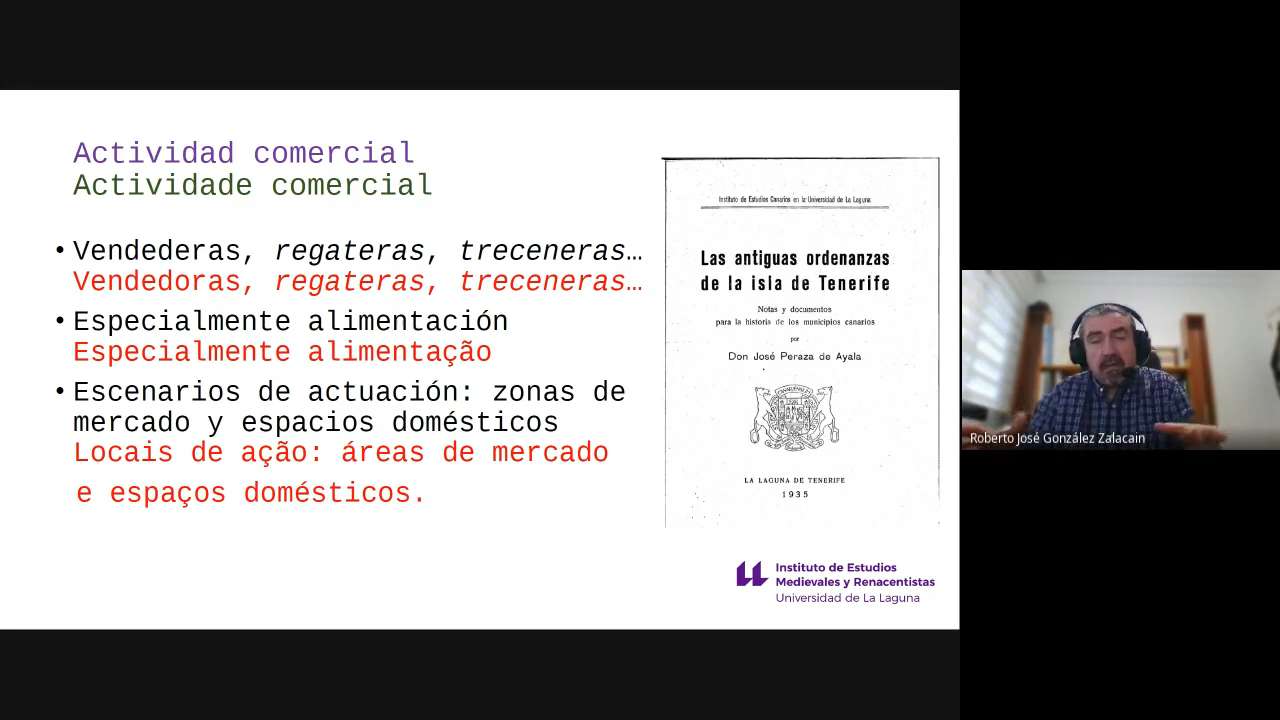 Actividad comercial
Actividade comercial
• Vendederas, regateras, treceneras…
Vendedoras, regateras, treceneras…
• Especialmente alimentación
Especialmente alimentação
• Escenarios de actuación: zonas de
mercado y espacios domésticos
Locais de ação: áreas de mercado
e espaços domésticos.
Instituto de Estudios Canarios en la Universidad de La Laguna
Las antiguas ordenanzas
de la isla de Tenerife
Notas y documentos
para la historia de los municipios canarios
por
Don José Peraza de Ayala
LA LAGUNA DE TENERIFE
1935
Instituto de Estudios
Medievales y Renacentistas
Universidad de La Laguna
Roberto José González Zalacain